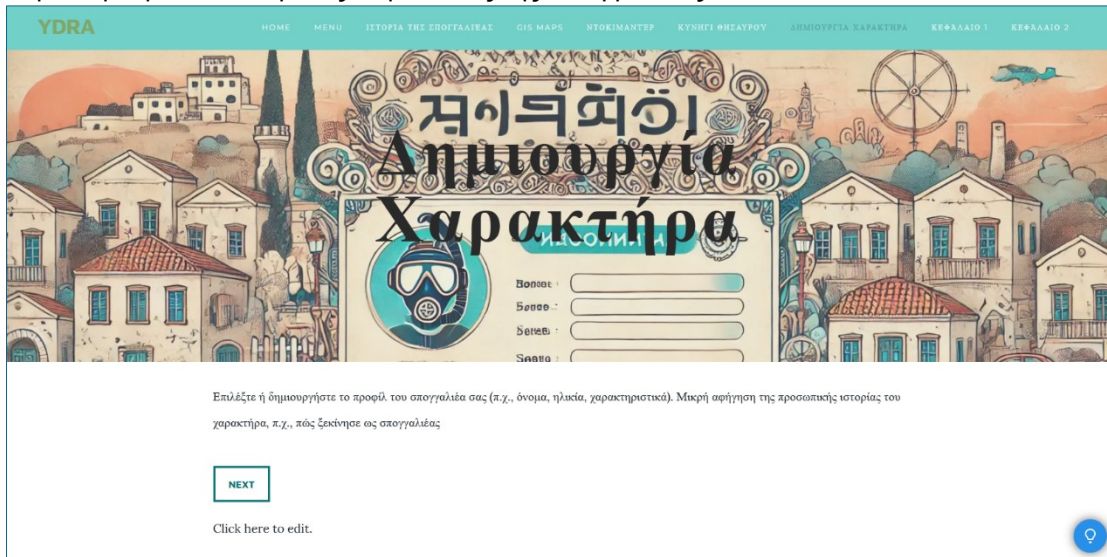 YDRA
HOME MENU ΙΣΤΟΡΙΑ ΤΗΣ ΣΠΟΓΓΑΛΙΕΑΣ GIS MAPS ΝΤΟΚΙΜΑΝΤΕΡ ΚΥΝΗΓΙ ΘΗΣΑΥΡΟΥ ΔΗΜΙΟΥΡΓΙΑ ΧΑΡΑΚΤΗΡΑ ΚΕΦΑΛΑΙΟ 1 ΚΕΦΑΛΑΙΟ 2
Δημιουργία
Χαρακτήρα
Επιλέξτε ή δημιουργήστε το προφίλ του σπογγαλιέα σας (π.χ., όνομα, ηλικία, χαρακτηριστικά). Μικρή αφήγηση της προσωπικής ιστορίας του
χαρακτήρα, π.χ., πώς ξεκίνησε ως σπογγαλιέας
NEXT
Click here to edit.